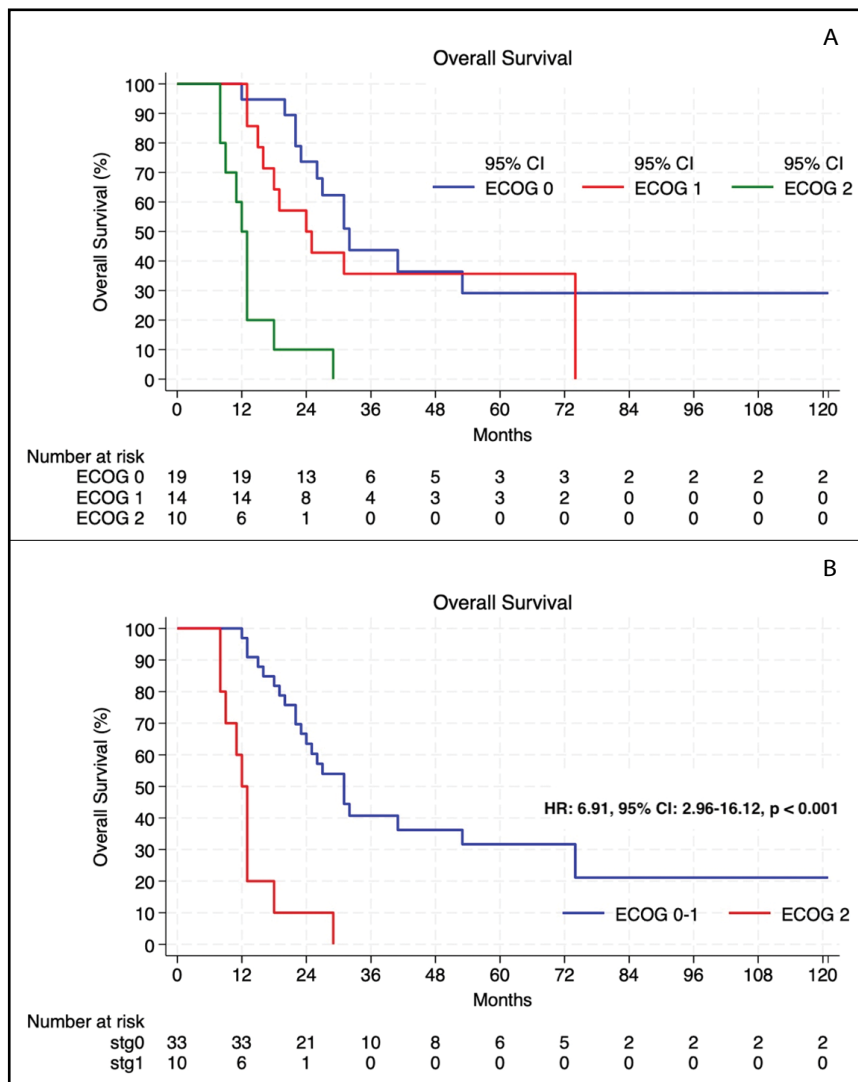 A
Overall Survival
100
90
80
70
60
50
40
30
20
10
0
Overall Survival (%)
95% CI 95% CI 95% CI
ECOG 0 ECOG 1 ECOG 2
0 12 24 36 48 60 72 84 96 108 120
Months
Number at risk
ECOG 0 19 19 13 6 5 3 3 2 2 2 2
ECOG 1 14 14 8 4 3 3 2 0 0 0 0
ECOG 2 10 6 1 0 0 0 0 0 0 0 0
B
Overall Survival
100
90
80
70
60
50
40
30
20
10
0
Overall Survival (%)
HR: 6.91, 95% CI: 2.96-16.12, p < 0.001
ECOG 0-1 ECOG 2
0 12 24 36 48 60 72 84 96 108 120
Months
Number at risk
stg0 33 33 21 10 8 6 5 2 2 2 2
stg1 10 6 1 0 0 0 0 0 0 0 0